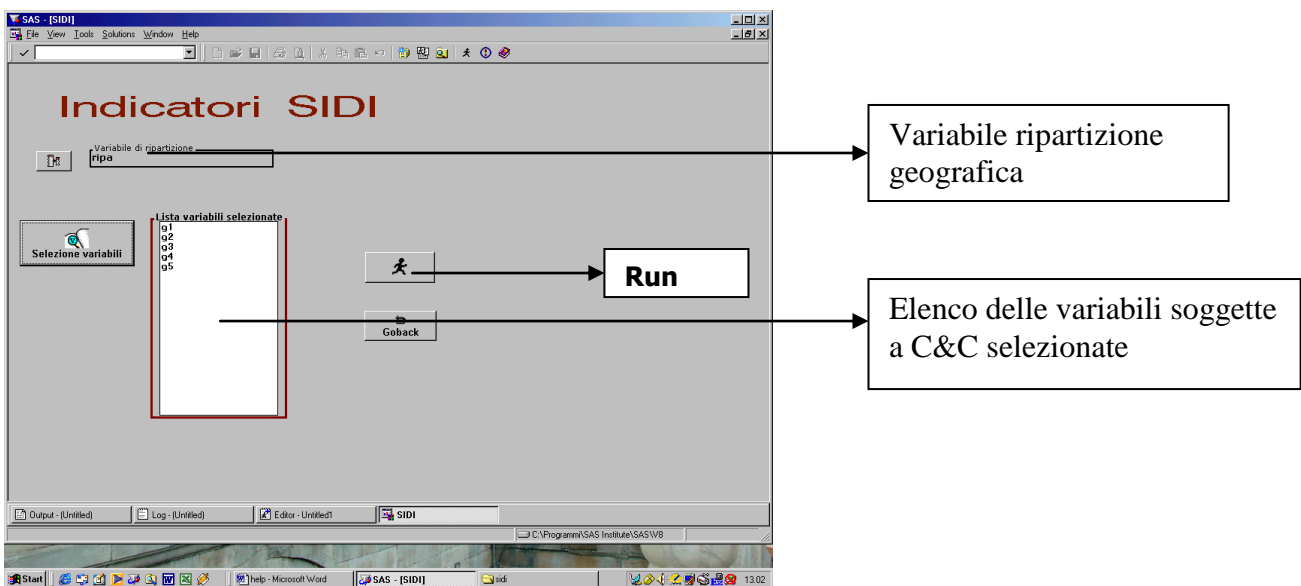 SAS - [SIDI]
File View Tools Solutions Window Help
Indicatori SIDI
Variabile di ripartizione
ripa
Variabile ripartizione
geografica
Selezione variabili
Lista variabili selezionate
g1
g2
g3
g4
g5
Run
Goback
Elenco delle variabili soggette
a C&C selezionate
Output - (Untitled) Log - (Untitled) Editor - Untitled1 SIDI
C:\Programmi\SAS Institute\SAS\V8
Start help - Microsoft Word SAS - [SIDI] sidi 13.02